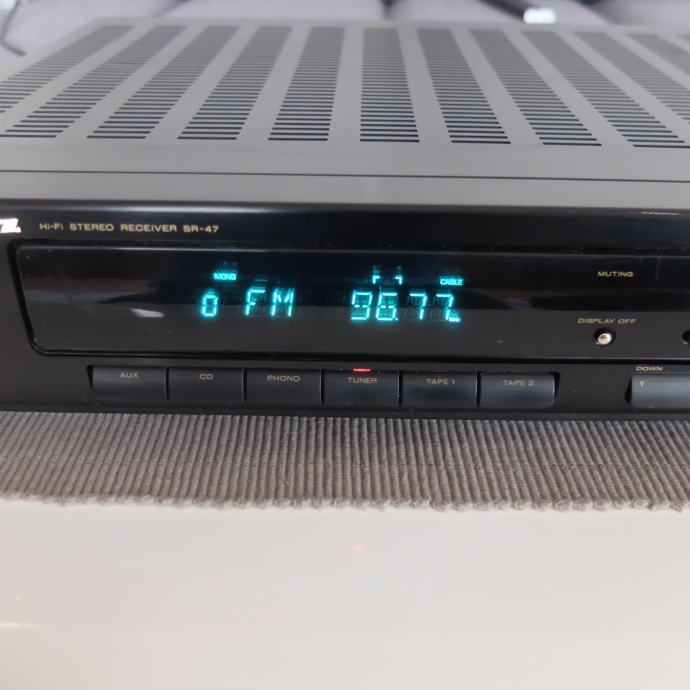 HI-FI STEREO RECEIVER SR-47
MONO CABLE
o FM 96.77
MUTING
DISPLAY OFF
DOWN
AUX CD PHONO TUNER TAPE 1 TAPE 2